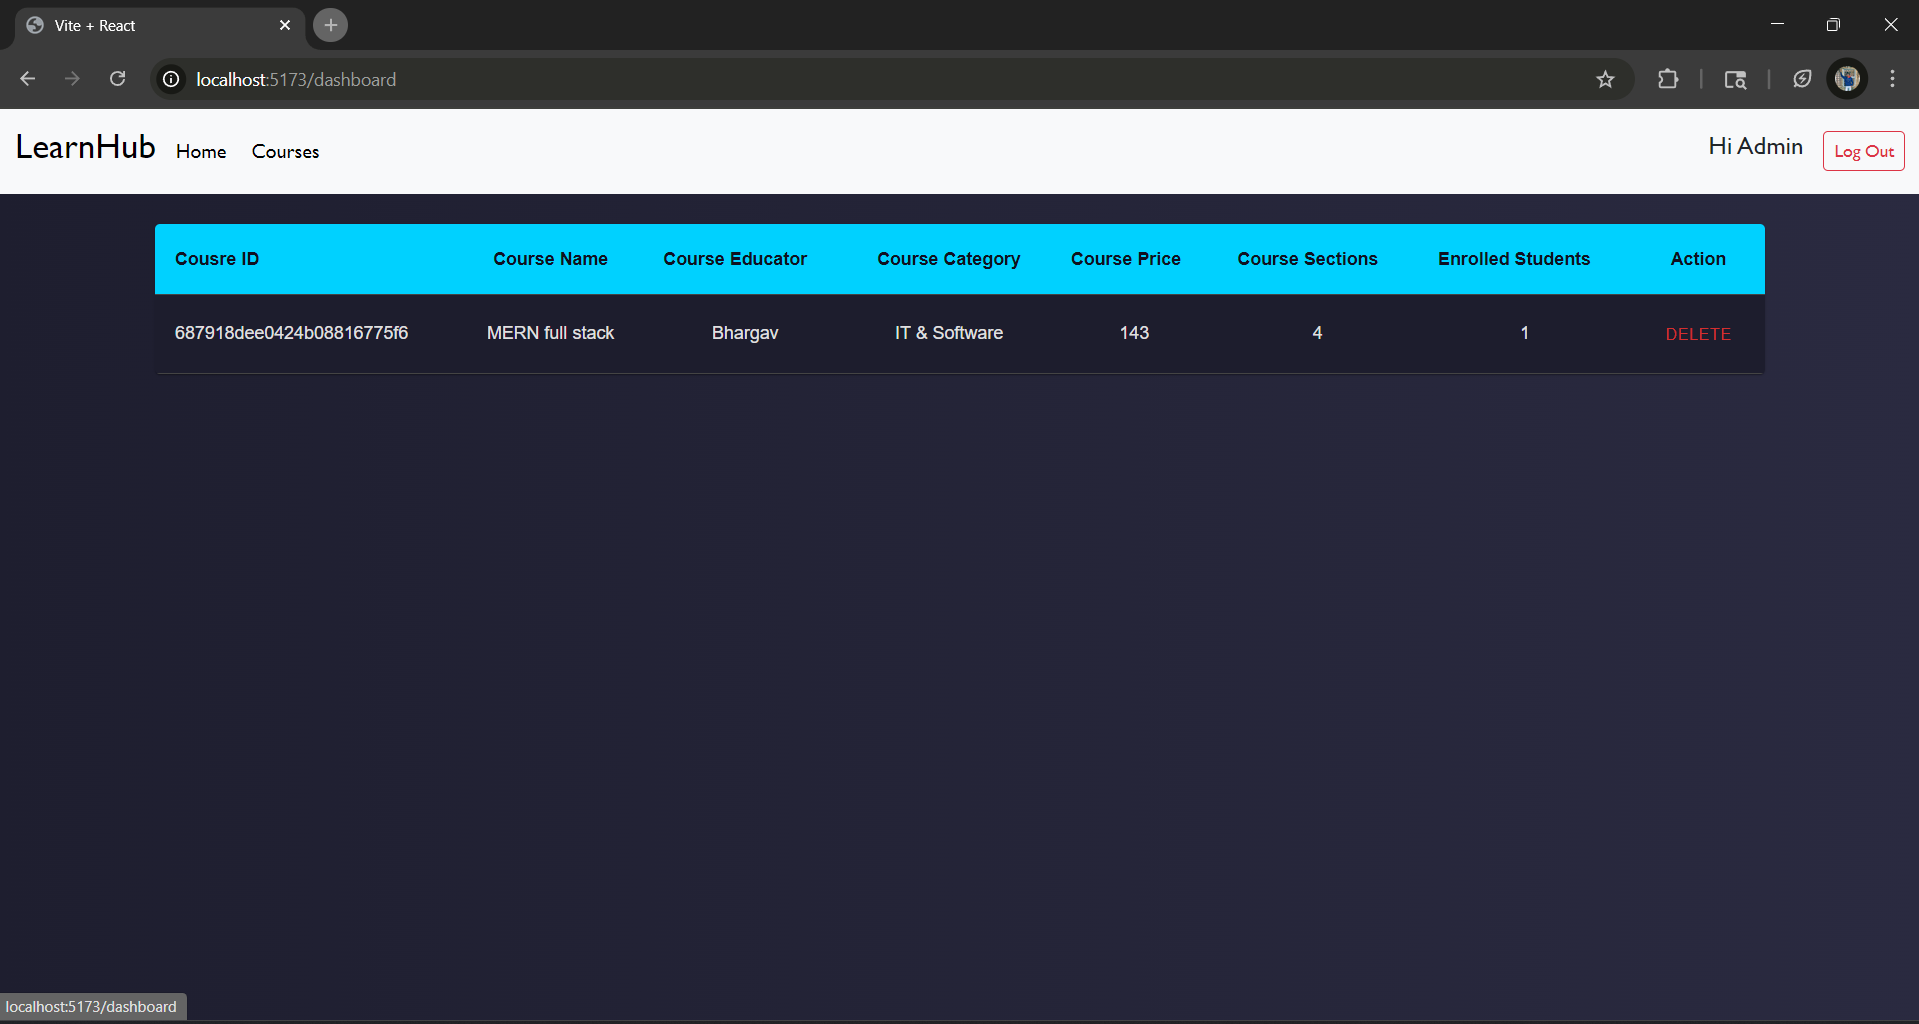 Vite + React
localhost:5173/dashboard
LearnHub Home Courses Hi Admin Log Out
Cousre ID Course Name Course Educator Course Category Course Price Course Sections Enrolled Students Action
687918dee0424b08816775f6 MERN full stack Bhargav IT & Software 143 4 1 DELETE
localhost:5173/dashboard